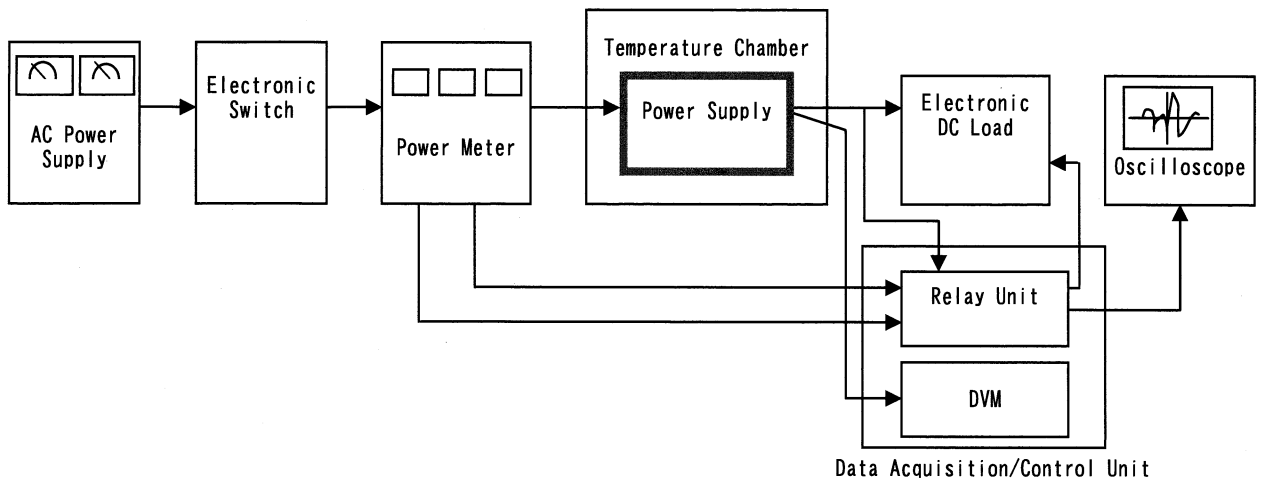 AC Power
Supply
Electronic
Switch
Power Meter
Temperature Chamber
Power Supply
Electronic
DC Load
Oscilloscope
Relay Unit
DVM
Data Acquisition/Control Unit